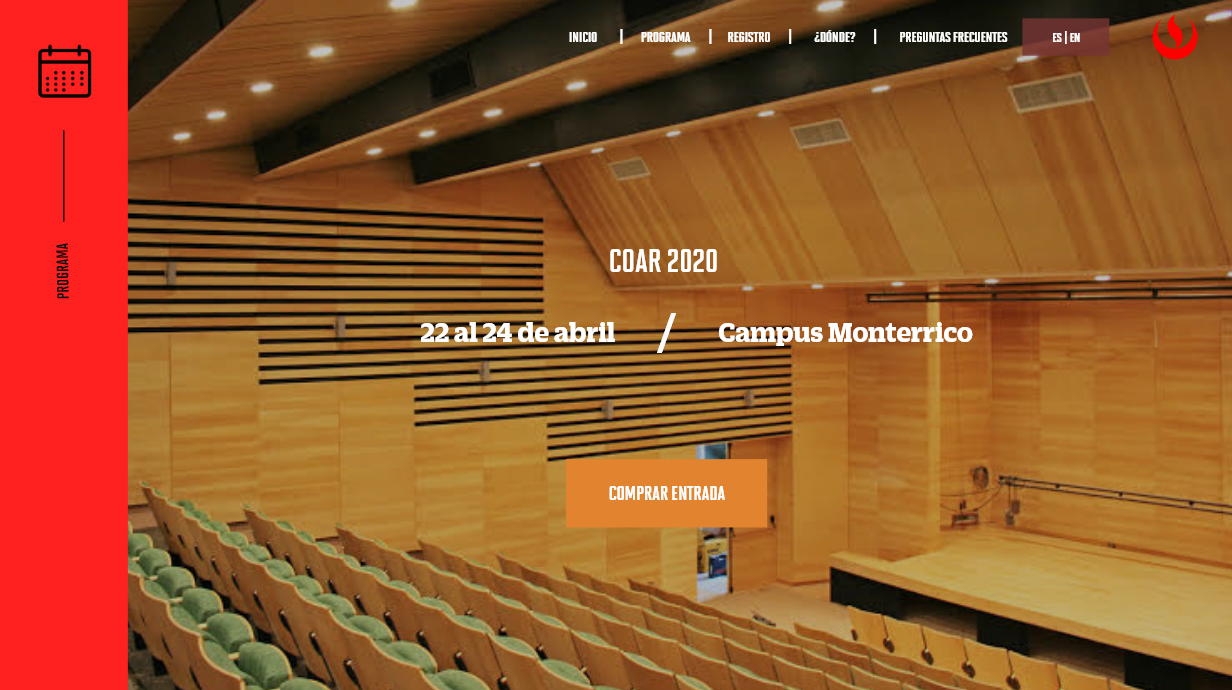 INICIO | PROGRAMA | REGISTRO | ¿DÓNDE? | PREGUNTAS FRECUENTES
ES | EN
PROGRAMA
COAR 2020
22 al 24 de abril / Campus Monterrico
COMPRAR ENTRADA